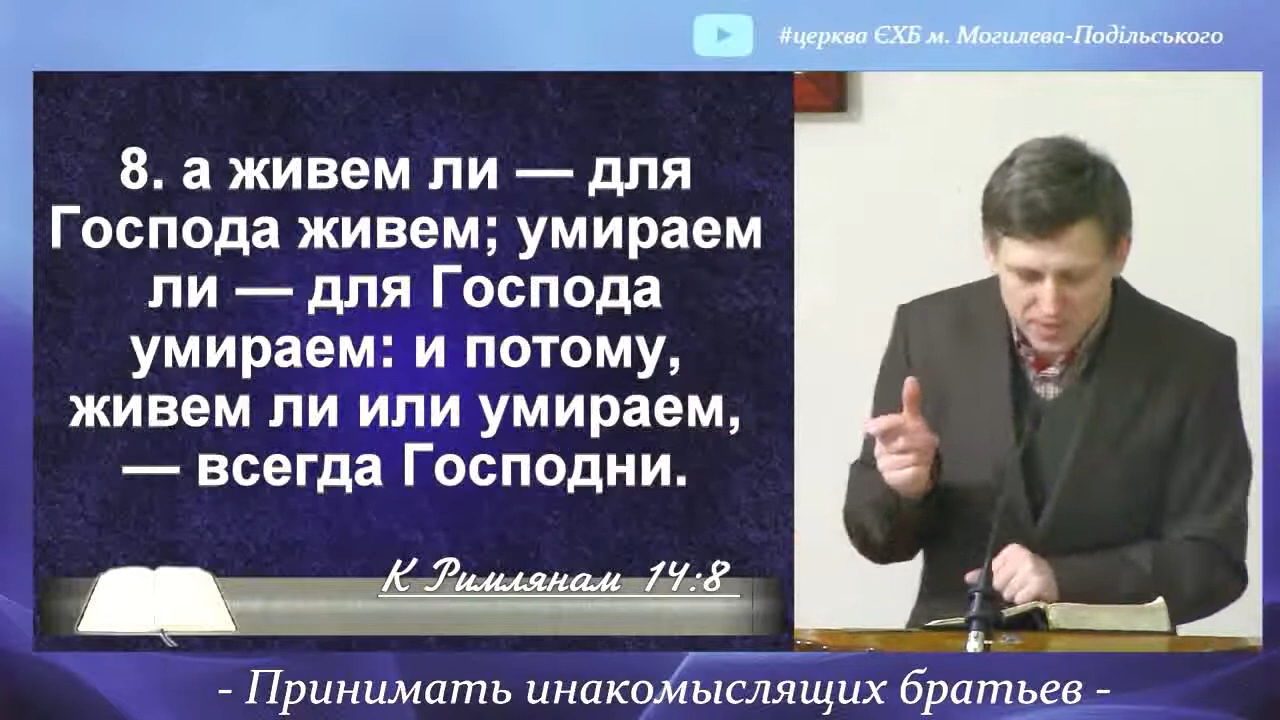 #церква ЄХБ м. Могилева-Подільського
8. а живем ли — для
Господа живем; умираем
ли — для Господа
умираем: и потому,
живем ли или умираем,
— всегда Господни.
К Римлянам 14:8
- Принимать инакомыслящих братьев -